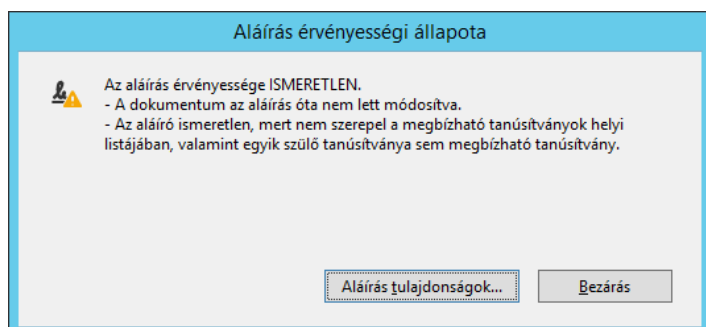 Aláírás érvényességi állapota
Az aláírás érvényessége ISMERETLEN.
- A dokumentum az aláírás óta nem lett módosítva.
- Az aláíró ismeretlen, mert nem szerepel a megbízható tanúsítványok helyi
listájában, valamint egyik szülő tanúsítványa sem megbízható tanúsítvány.
Aláírás tulajdonságok...
Bezárás